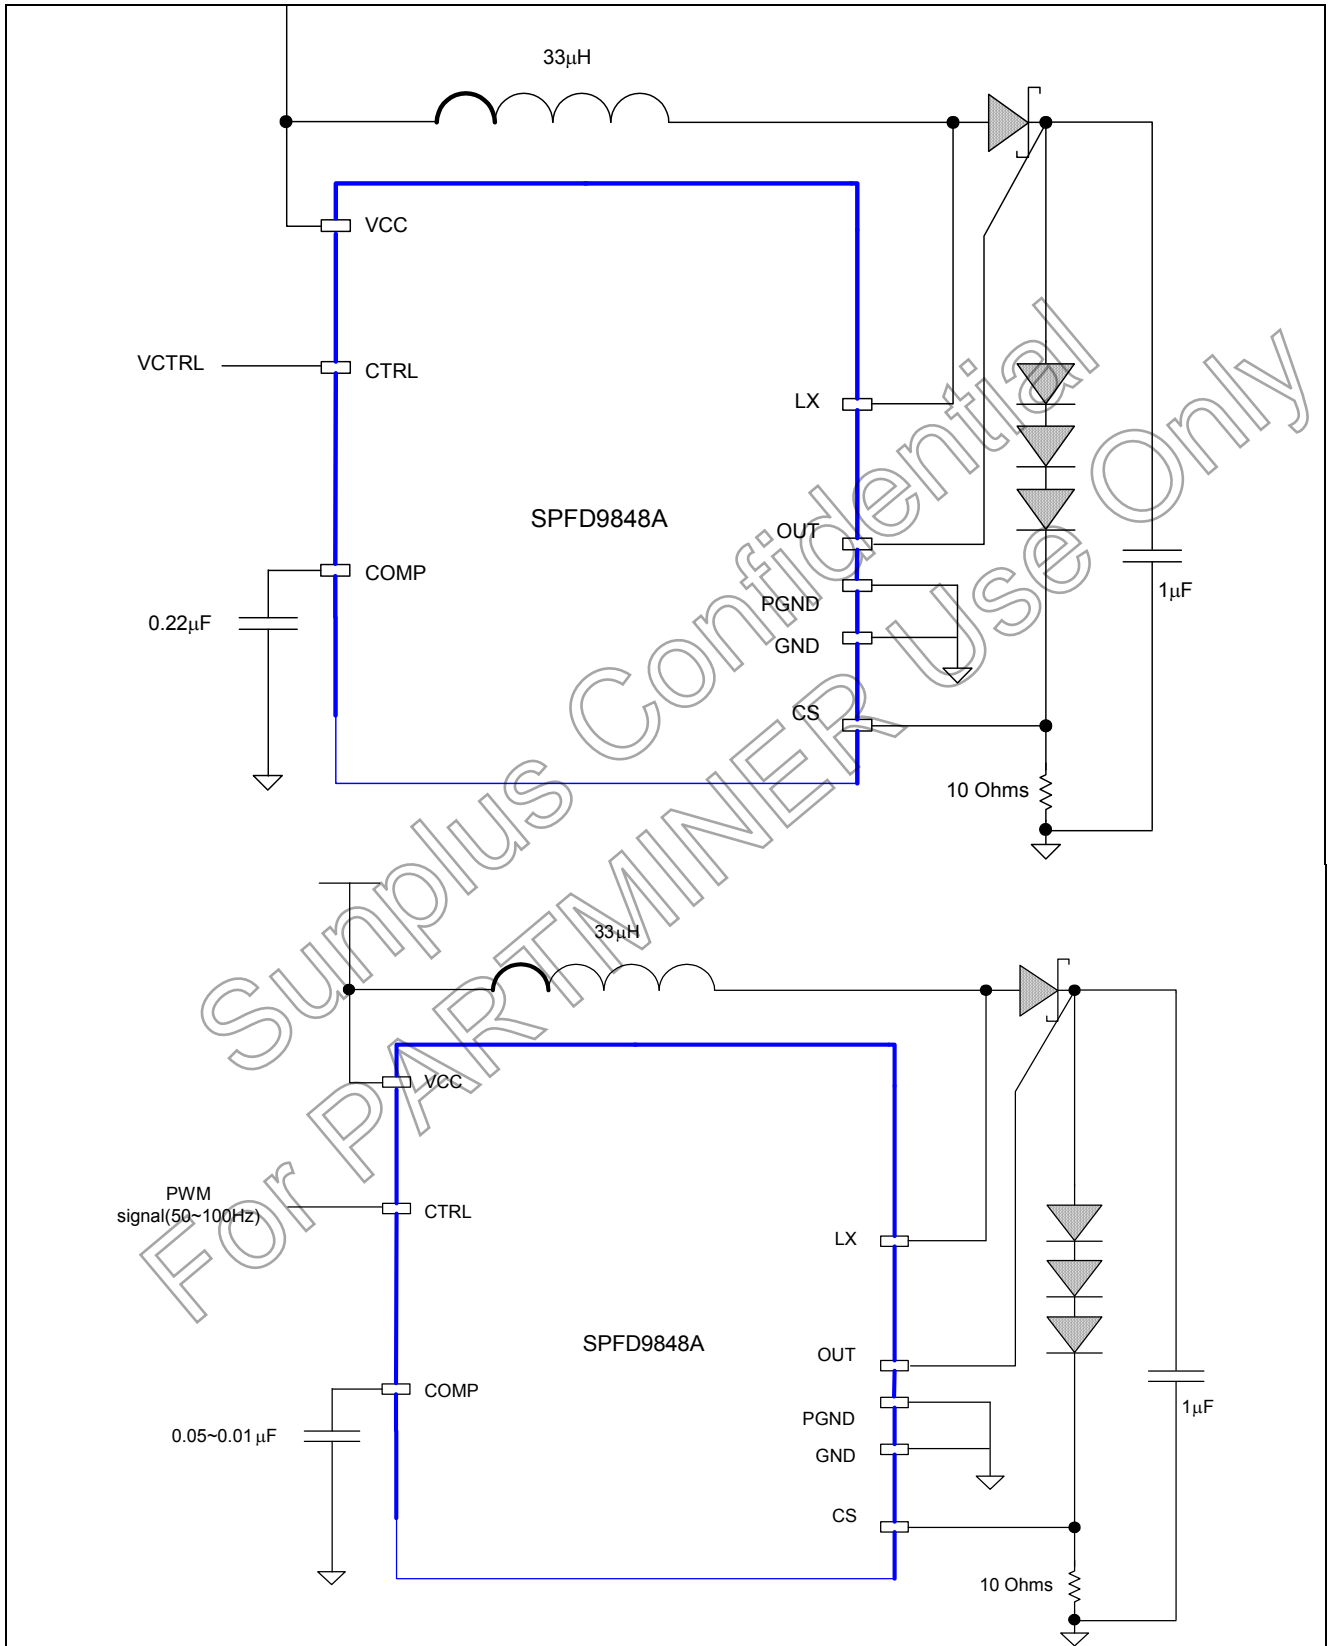 33µH
VCC
VCTRL
CTRL
LX
SPFD9848A
OUT
COMP
PGND
1µF
0.22µF
GND
CS
10 Ohms
Sunplus Confidential
For PARTMINER Use Only
33µH
VCC
PWM
signal(50~100Hz)
CTRL
LX
SPFD9848A
OUT
COMP
1µF
PGND
0.05~0.01µF
GND
CS
10 Ohms